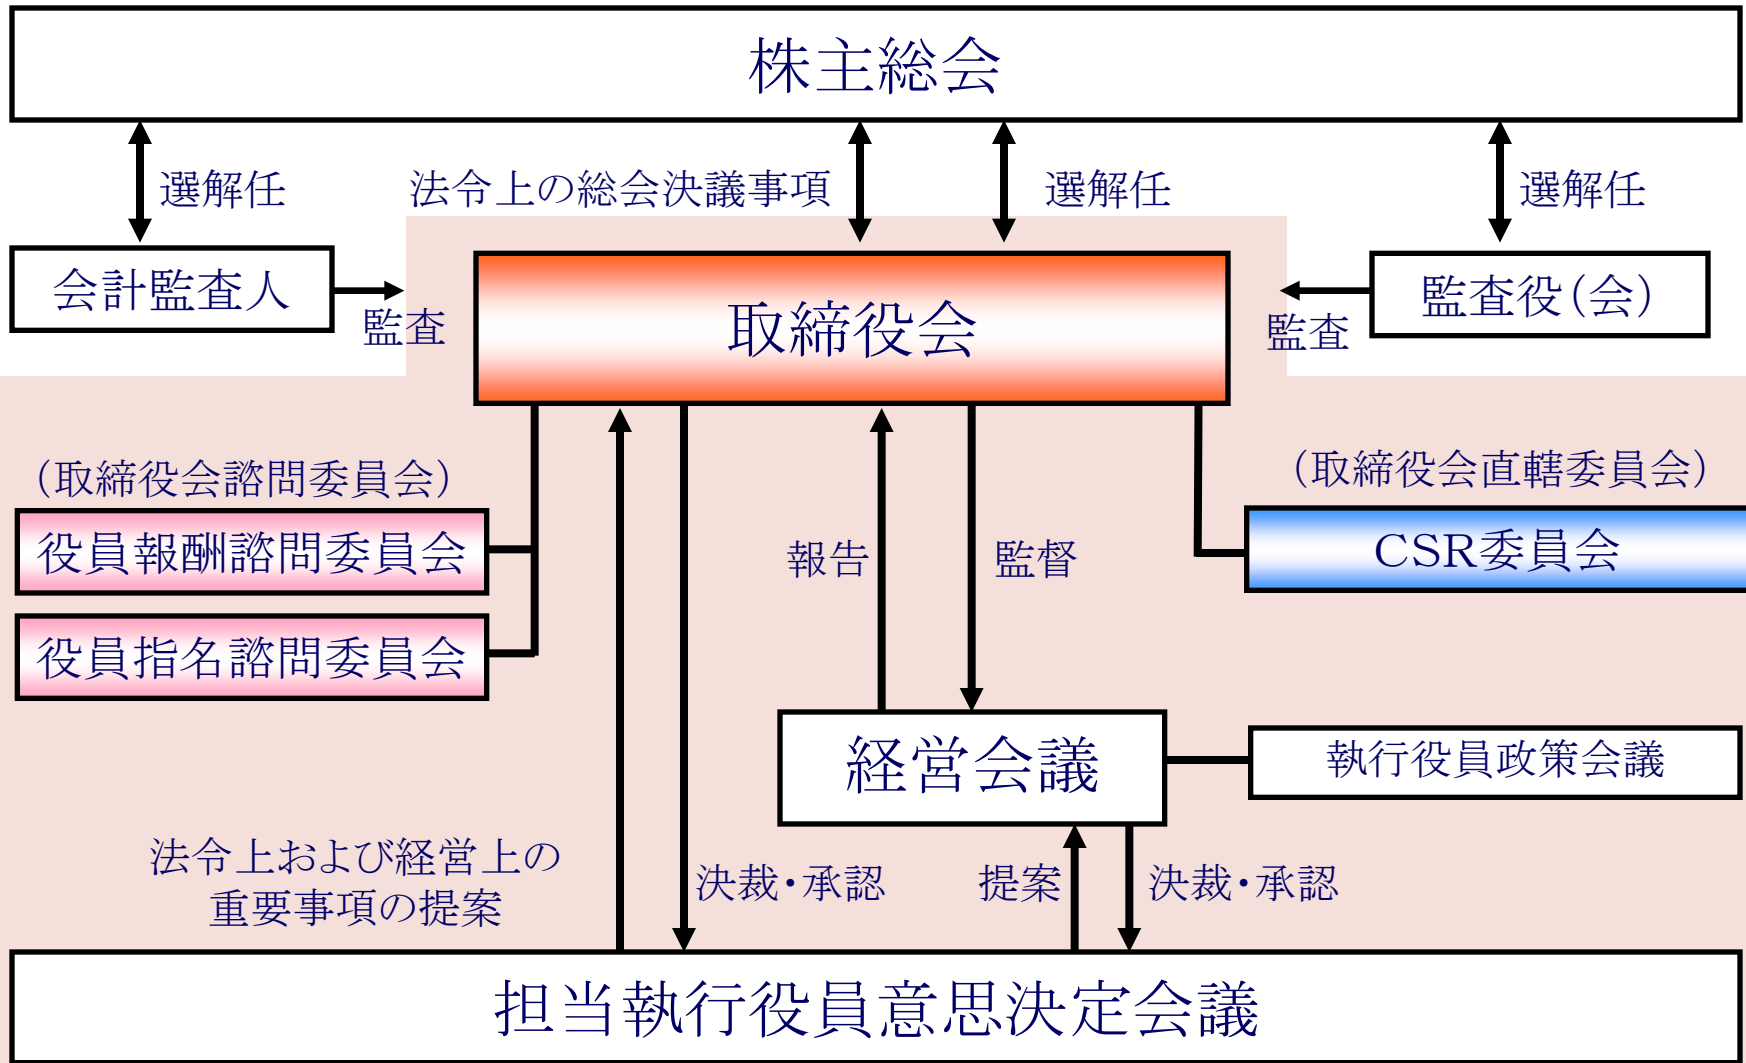 株主総会
選解任
法令上の総会決議事項
選解任
選解任
会計監査人
監査
取締役会
監査
監査役(会)
(取締役会諮問委員会)
役員報酬諮問委員会
役員指名諮問委員会
(取締役会直轄委員会)
CSR委員会
報告
監督
経営会議
執行役員政策会議
法令上および経営上の
重要事項の提案
決裁・承認
提案
決裁・承認
担当執行役員意思決定会議